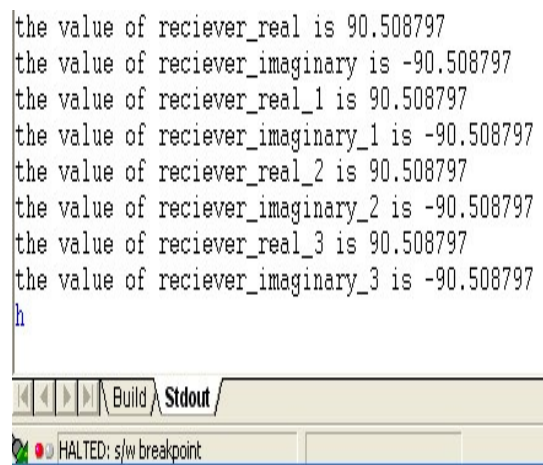 the value of reciever_real is 90.508797
the value of reciever_imaginary is -90.508797
the value of reciever_real_1 is 90.508797
the value of reciever_imaginary_1 is -90.508797
the value of reciever_real_2 is 90.508797
the value of reciever_imaginary_2 is -90.508797
the value of reciever_real_3 is 90.508797
the value of reciever_imaginary_3 is -90.508797
h
Build Stdout
HALTED: s/w breakpoint